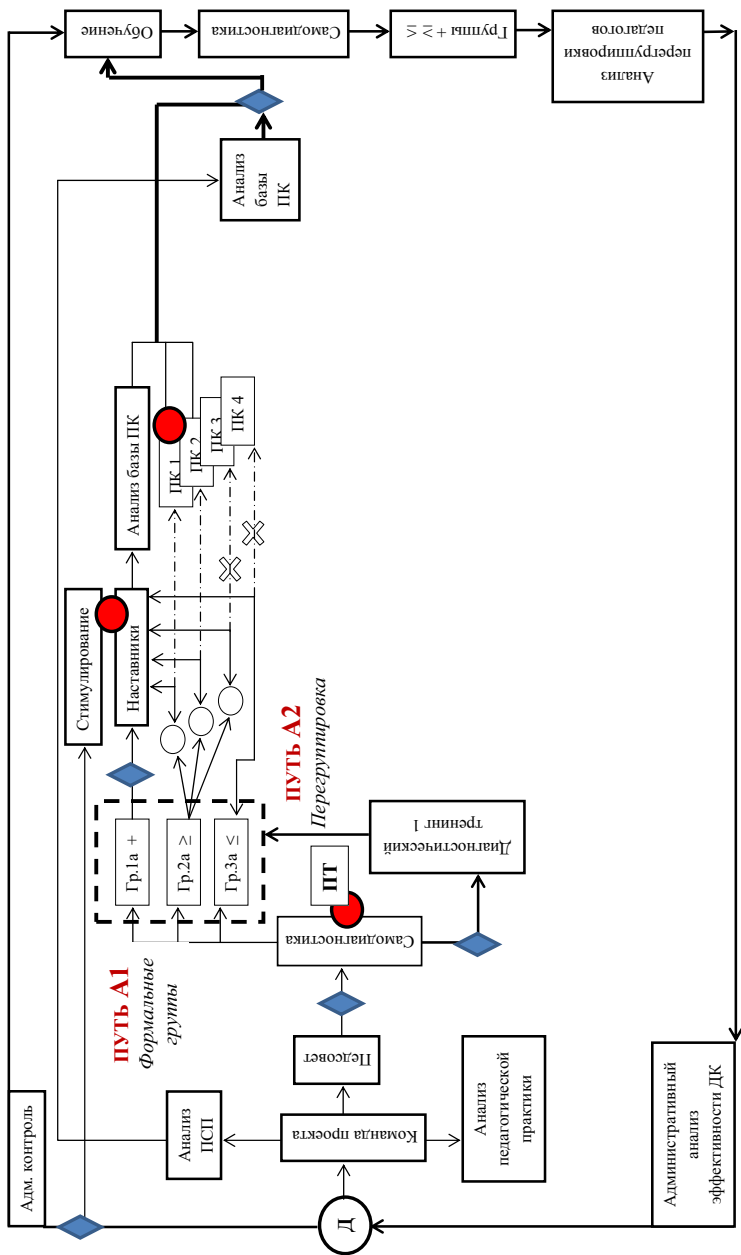 Адм. контроль
Анализ
ПСП
Д
Команда проекта
Педсовет
Анализ
педагогической
практики
Административный
анализ
эффективности ДК
ПУТЬ А1
Формальные
группы
Самодиагностика
ПТ
Диагностический
тренинг 1
Гр.1а +
Гр.2а ≥
Гр.3а ≤
ПУТЬ А2
Перегруппировка
Стимулирование
Наставники
Анализ базы ПК
ПК 1
ПК 2
ПК 3
ПК 4
Анализ
базы
ПК
Обучение
Самодиагностика
Группы + ≥ ≤
Анализ
перегруппировки
педагогов